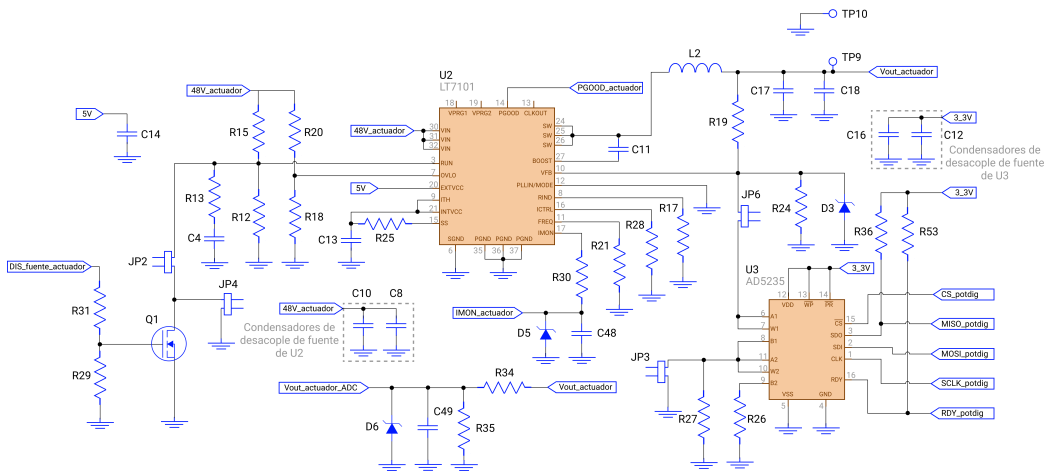 TP10
L2
TP9
Vout_actuador
U2
LT7101
PGOOD_actuador
48V_actuador
5V
C14
R15
R20
18 19 14 13
VPRG1 VPRG2 PGOOD CLKOUT
48V_actuador
30 VIN
31 VIN
32 VIN
3 RUN
7 OVLO
20 EXTVCC
9 ITH
21 INTVCC
15 SS
SW 24
SW 25
SW 26
BOOST 27
VFB 10
PLLIN/MODE 12
RIND 8
ICTRL 16
FREQ 11
IMON 17
SGND PGND PGND PGND
6 35 36 37
5V
C11
C17
C18
R19
C16
C12
3_3V
Condensadores de
desacople de fuente
de U3
R13
R12
R18
C4
C13
R25
R17
R28
R21
R30
JP6
R24
D3
3_3V
R36
R53
JP2
DIS_fuente_actuador
R31
JP4
Q1
R29
48V_actuador
C10
C8
Condensadores de
desacople de fuente
de U2
IMON_actuador
D5
C48
U3
AD5235
3_3V
12 13 14
VDD WP PR
6 A1
7 W1
8 B1
11 A2
10 W2
9 B2
CS 15
SDO 3
SDI 2
CLK 1
RDY 16
VSS GND
5 4
CS_potdig
MISO_potdig
MOSI_potdig
SCLK_potdig
RDY_potdig
JP3
R27
R26
Vout_actuador_ADC
R34
Vout_actuador
D6
C49
R35